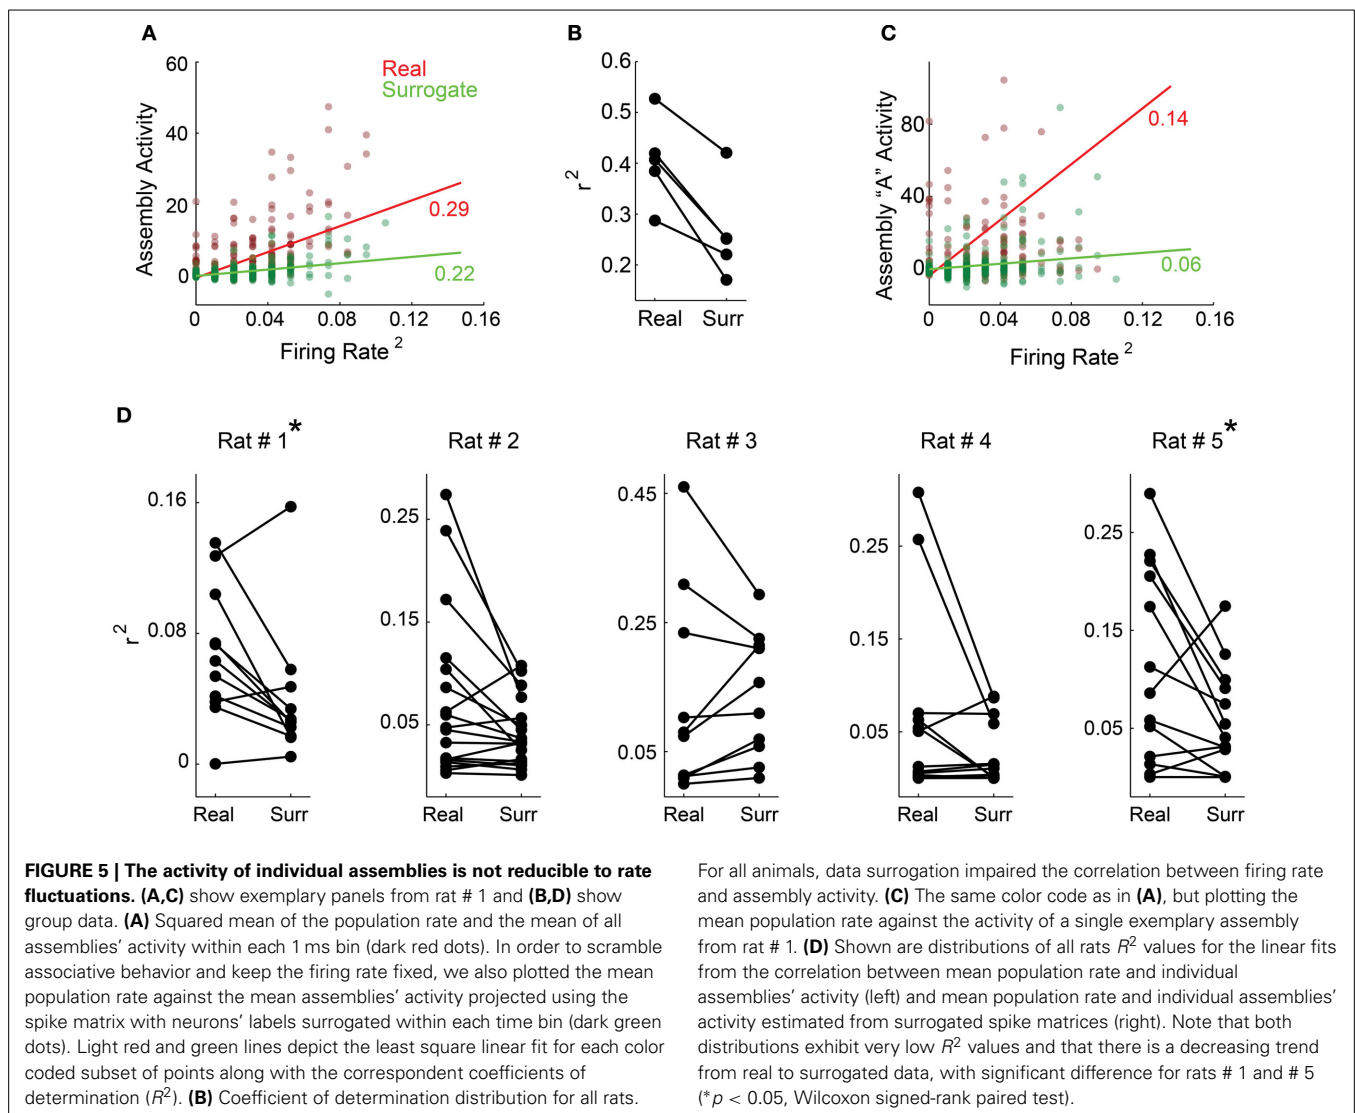 A
60
40
20
0
Assembly Activity
Real
Surrogate
0.29
0.22
0
0.04
0.08
0.12
0.16
Firing Rate 2
B
0.6
0.5
0.4
0.3
0.2
r 2
Real Surr
C
80
40
0
Assembly “A” Activity
0.14
0.06
0
0.04
0.08
0.12
0.16
Firing Rate 2
D
Rat # 1*
0.16
0.08
0
r 2
Real Surr
Rat # 2
0.25
0.15
0.05
Real Surr
Rat # 3
0.45
0.25
0.05
Real Surr
Rat # 4
0.25
0.15
0.05
Real Surr
Rat # 5*
0.25
0.15
0.05
Real Surr
FIGURE 5 | The activity of individual assemblies is not reducible to rate
fluctuations. (A,C) show exemplary panels from rat # 1 and (B,D) show
group data. (A) Squared mean of the population rate and the mean of all
assemblies’ activity within each 1 ms bin (dark red dots). In order to scramble
associative behavior and keep the firing rate fixed, we also plotted the mean
population rate against the mean assemblies’ activity projected using the
spike matrix with neurons’ labels surrogated within each time bin (dark green
dots). Light red and green lines depict the least square linear fit for each color
coded subset of points along with the correspondent coefficients of
determination (R2). (B) Coefficient of determination distribution for all rats.
For all animals, data surrogation impaired the correlation between firing rate
and assembly activity. (C) The same color code as in (A), but plotting the
mean population rate against the activity of a single exemplary assembly
from rat # 1. (D) Shown are distributions of all rats R2 values for the linear fits
from the correlation between mean population rate and individual
assemblies’ activity (left) and mean population rate and individual assemblies’
activity estimated from surrogated spike matrices (right). Note that both
distributions exhibit very low R2 values and that there is a decreasing trend
from real to surrogated data, with significant difference for rats # 1 and # 5
(*p < 0.05, Wilcoxon signed-rank paired test).